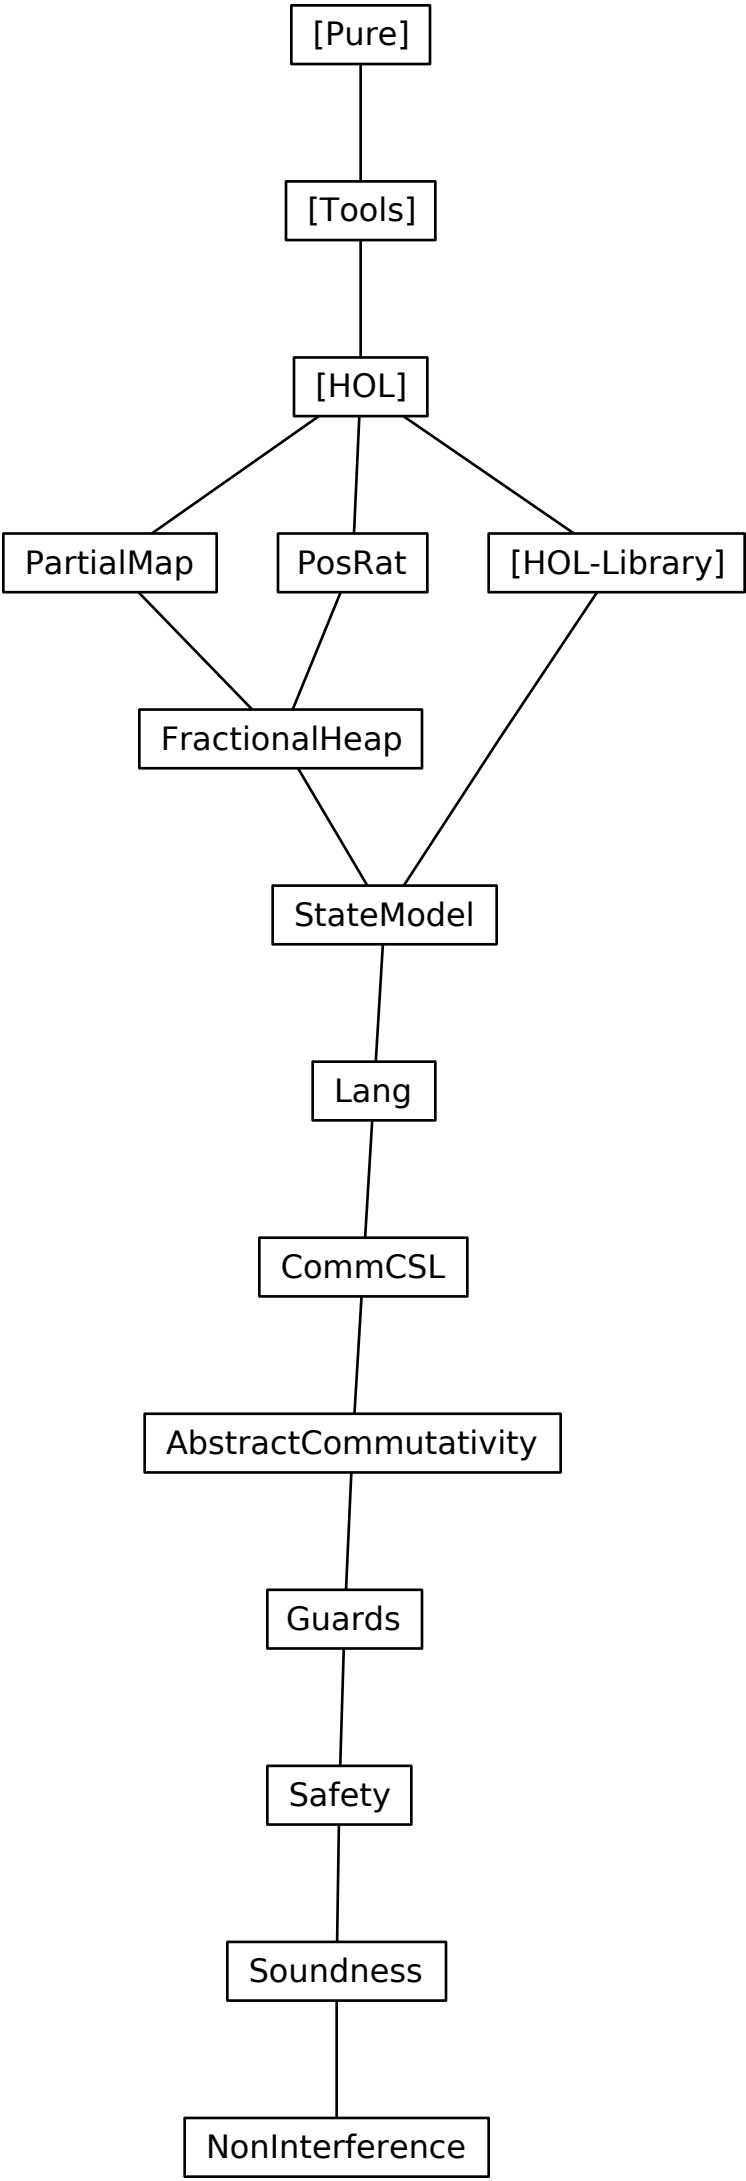 [Pure]
[Tools]
[HOL]
PartialMap
PosRat
[HOL-Library]
FractionalHeap
StateModel
Lang
CommCSL
AbstractCommutativity
Guards
Safety
Soundness
NonInterference